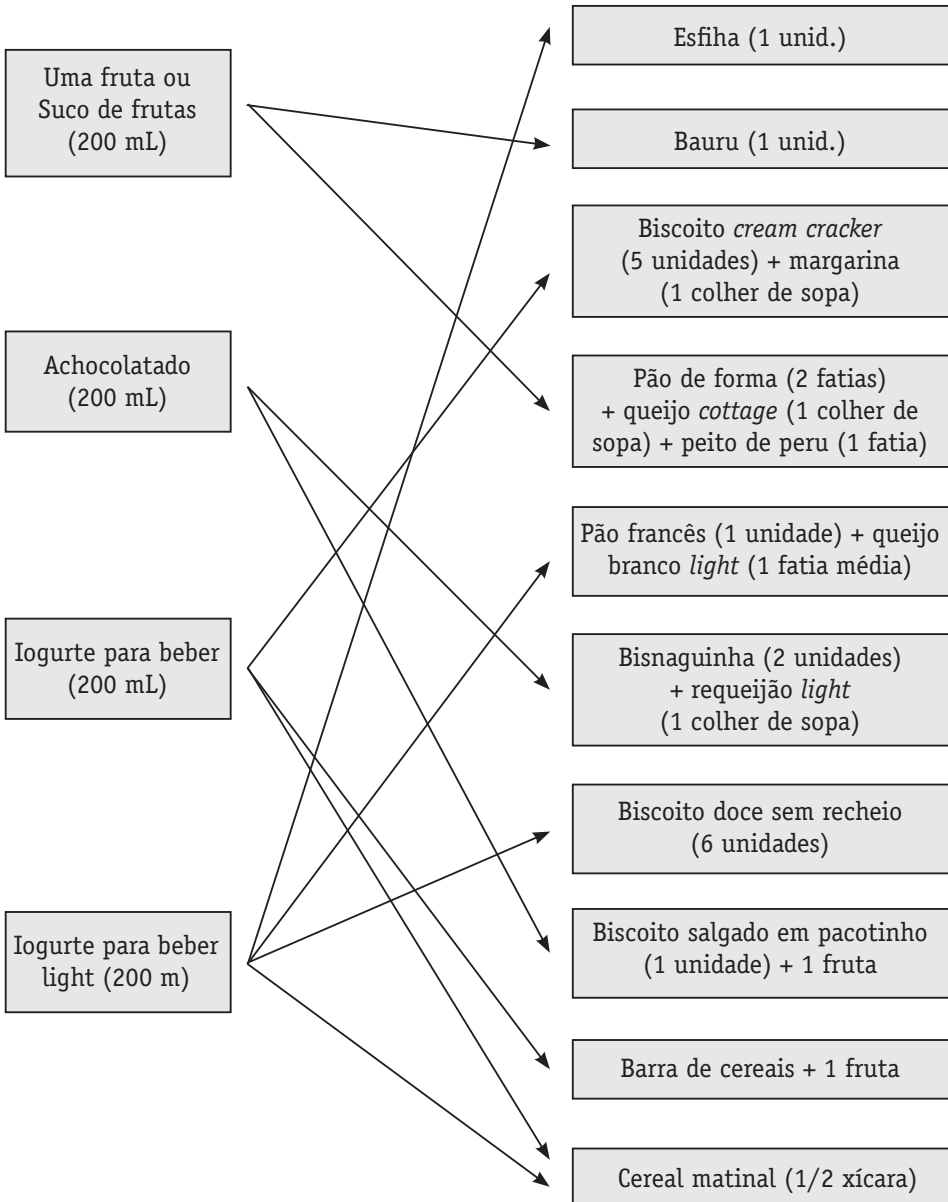 Uma fruta ou
Suco de frutas
(200 mL)
Achocolatado
(200 mL)
Iogurte para beber
(200 mL)
Iogurte para beber
light (200 m)
Esfiha (1 unid.)
Bauru (1 unid.)
Biscoito cream cracker
(5 unidades) + margarina
(1 colher de sopa)
Pão de forma (2 fatias)
+ queijo cottage (1 colher de
sopa) + peito de peru (1 fatia)
Pão francês (1 unidade) + queijo
branco light (1 fatia média)
Bisnaguinha (2 unidades)
+ requeijão light
(1 colher de sopa)
Biscoito doce sem recheio
(6 unidades)
Biscoito salgado em pacotinho
(1 unidade) + 1 fruta
Barra de cereais + 1 fruta
Cereal matinal (1/2 xícara)